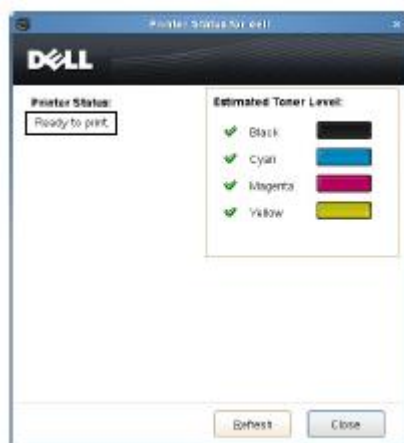 Printer Status for dell
DELL
Printer Status:
Ready to print.
Estimated Toner Level:
Black
Cyan
Magenta
Yellow
Refresh
Close